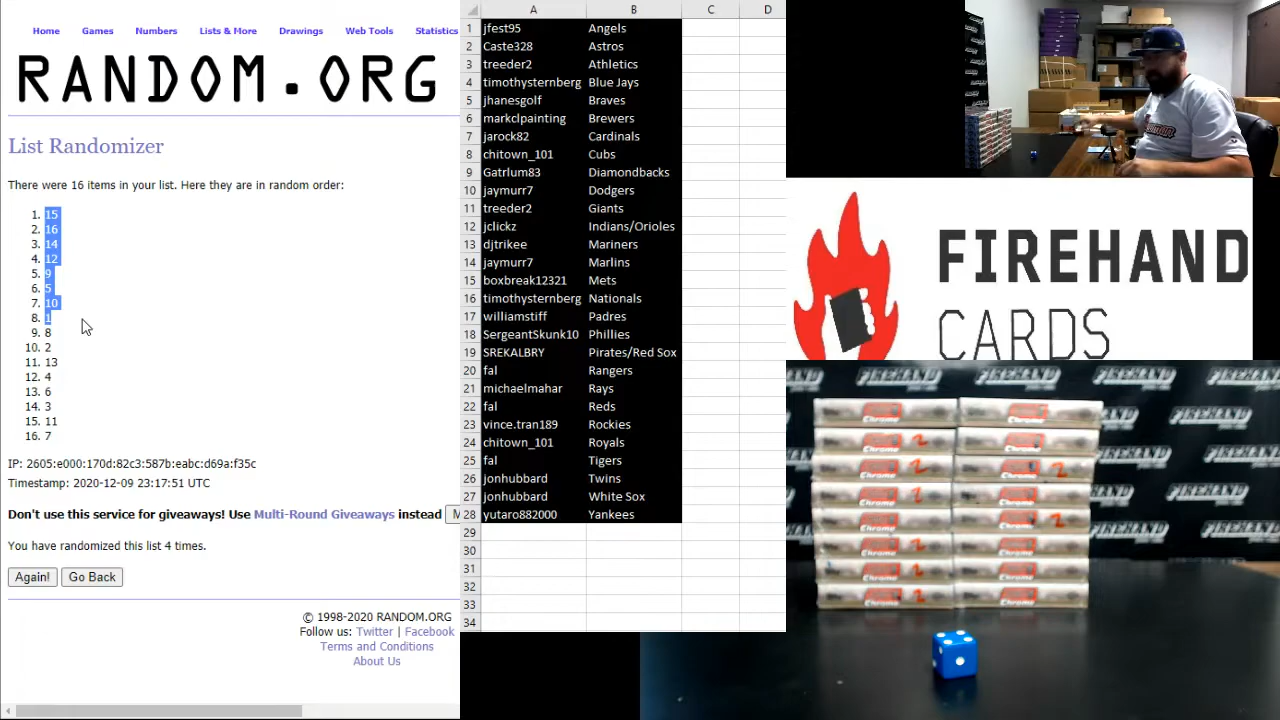 Home Games Numbers Lists & More Drawings Web Tools Statistics
RANDOM.ORG
List Randomizer
There were 16 items in your list. Here they are in random order:
1. 15
2. 16
3. 14
4. 12
5. 9
6. 5
7. 10
8. 1
9. 8
10. 2
11. 13
12. 4
13. 6
14. 3
15. 11
16. 7
IP: 2605:e000:170d:82c3:587b:eabc:d69a:f35c
Timestamp: 2020-12-09 23:17:51 UTC
Don't use this service for giveaways! Use Multi-Round Giveaways instead
You have randomized this list 4 times.
Again! Go Back
© 1998-2020 RANDOM.ORG
Follow us: Twitter | Facebook
Terms and Conditions
About Us
A B C D
1 jfest95 Angels
2 Caste328 Astros
3 treeder2 Athletics
4 timothysternberg Blue Jays
5 jhanesgolf Braves
6 markclpainting Brewers
7 jarock82 Cardinals
8 chitown_101 Cubs
9 Gatrlum83 Diamondbacks
10 jaymurr7 Dodgers
11 treeder2 Giants
12 jclickz Indians/Orioles
13 djtrikee Mariners
14 jaymurr7 Marlins
15 boxbreak12321 Mets
16 timothysternberg Nationals
17 williamstiff Padres
18 SergeantSkunk10 Phillies
19 SREKALBRY Pirates/Red Sox
20 fal Rangers
21 michaelmahar Rays
22 fal Reds
23 vince.tran189 Rockies
24 chitown_101 Royals
25 fal Tigers
26 jonhubbard Twins
27 jonhubbard White Sox
28 yutaro882000 Yankees
29
30
31
32
33
34
FIREHAND
CARDS
FIREHAND
Chrome
2